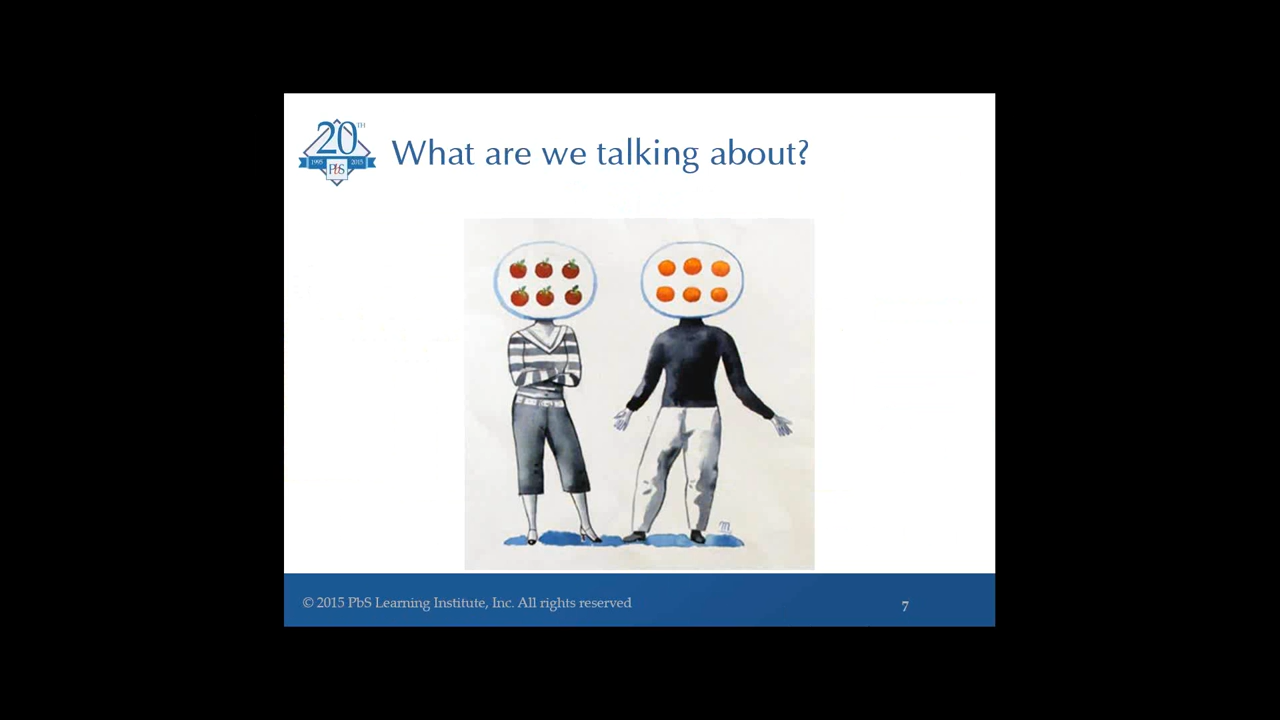 20TH
1995 PbS 2015
What are we talking about?
© 2015 PbS Learning Institute, Inc. All rights reserved
7